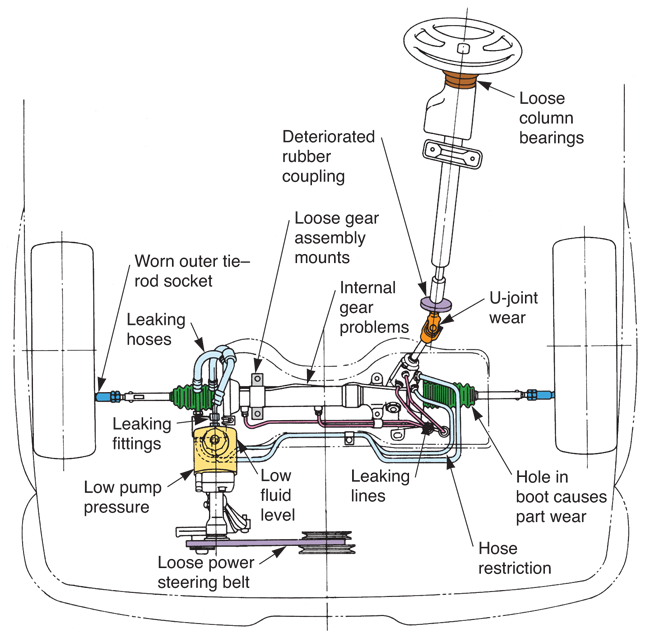 Loose
column
bearings
Deteriorated
rubber
coupling
Loose gear
assembly
mounts
Worn outer tie–
rod socket
Internal
gear
problems
U-joint
wear
Leaking
hoses
Leaking
fittings
Low pump
pressure
Low
fluid
level
Leaking
lines
Hole in
boot causes
part wear
Hose
restriction
Loose power
steering belt